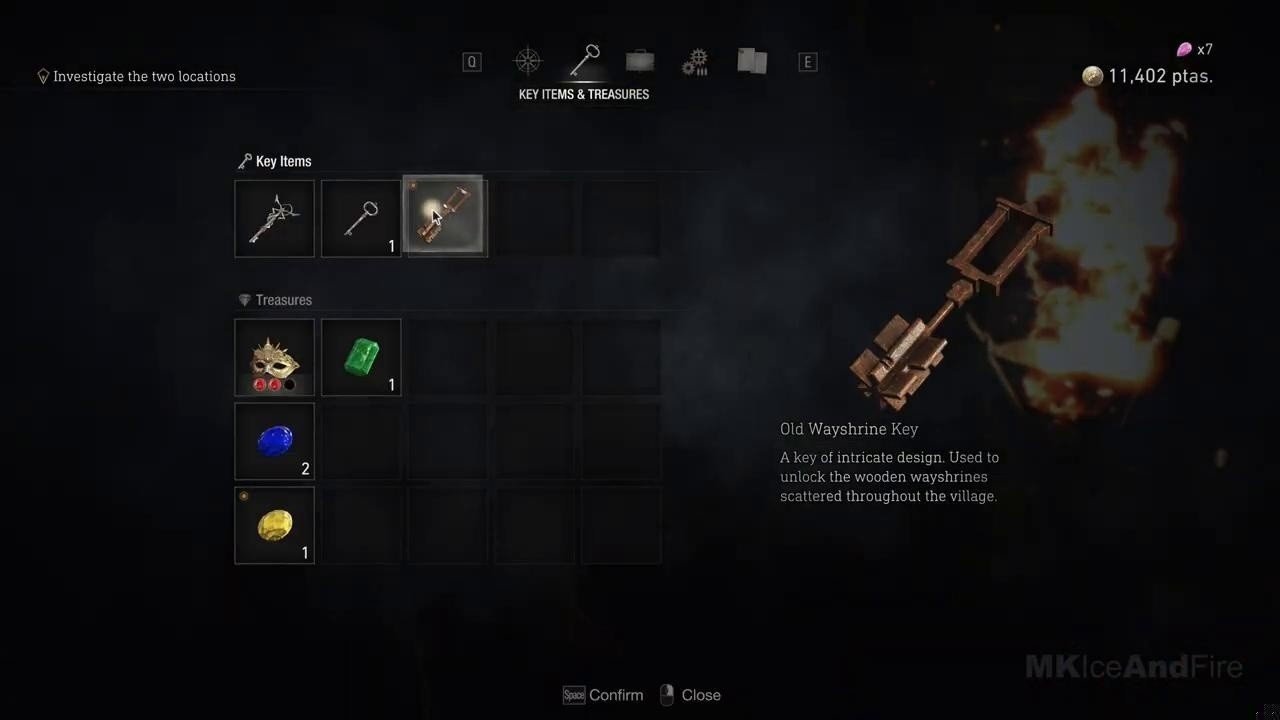 Investigate the two locations
Q
E
KEY ITEMS & TREASURES
x7
11,402 ptas.
Key Items
1
Treasures
1
2
1
Old Wayshrine Key
A key of intricate design. Used to
unlock the wooden wayshrines
scattered throughout the village.
MKIceAndFire
Space Confirm Close